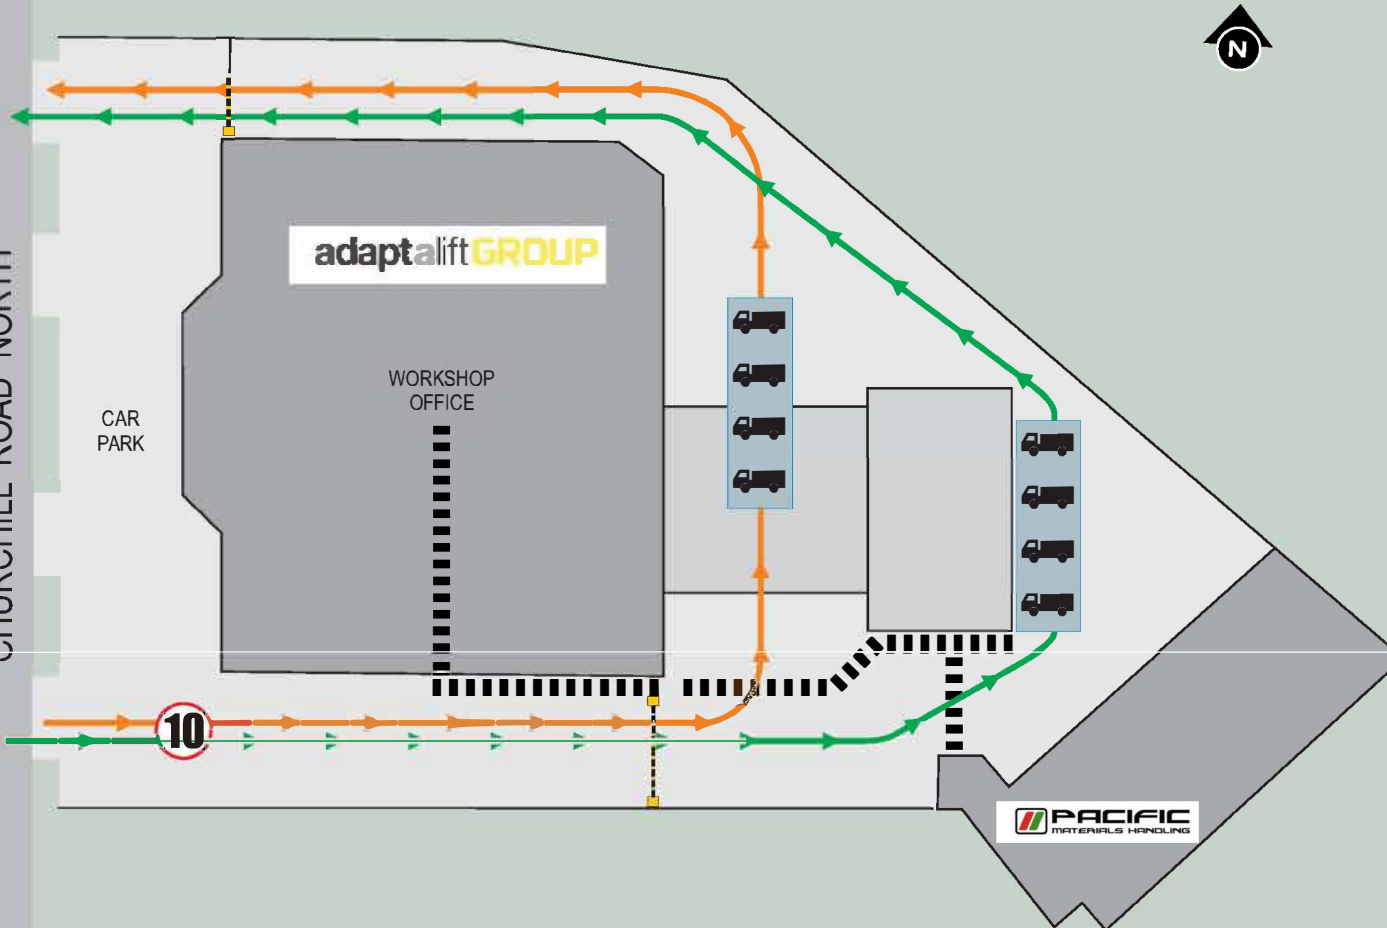 N
adaptaliftGROUP
WORKSHOP
OFFICE
CAR
PARK
CHURCHILL ROAD NORTH
10
PACIFIC
MATERIALS HANDLING